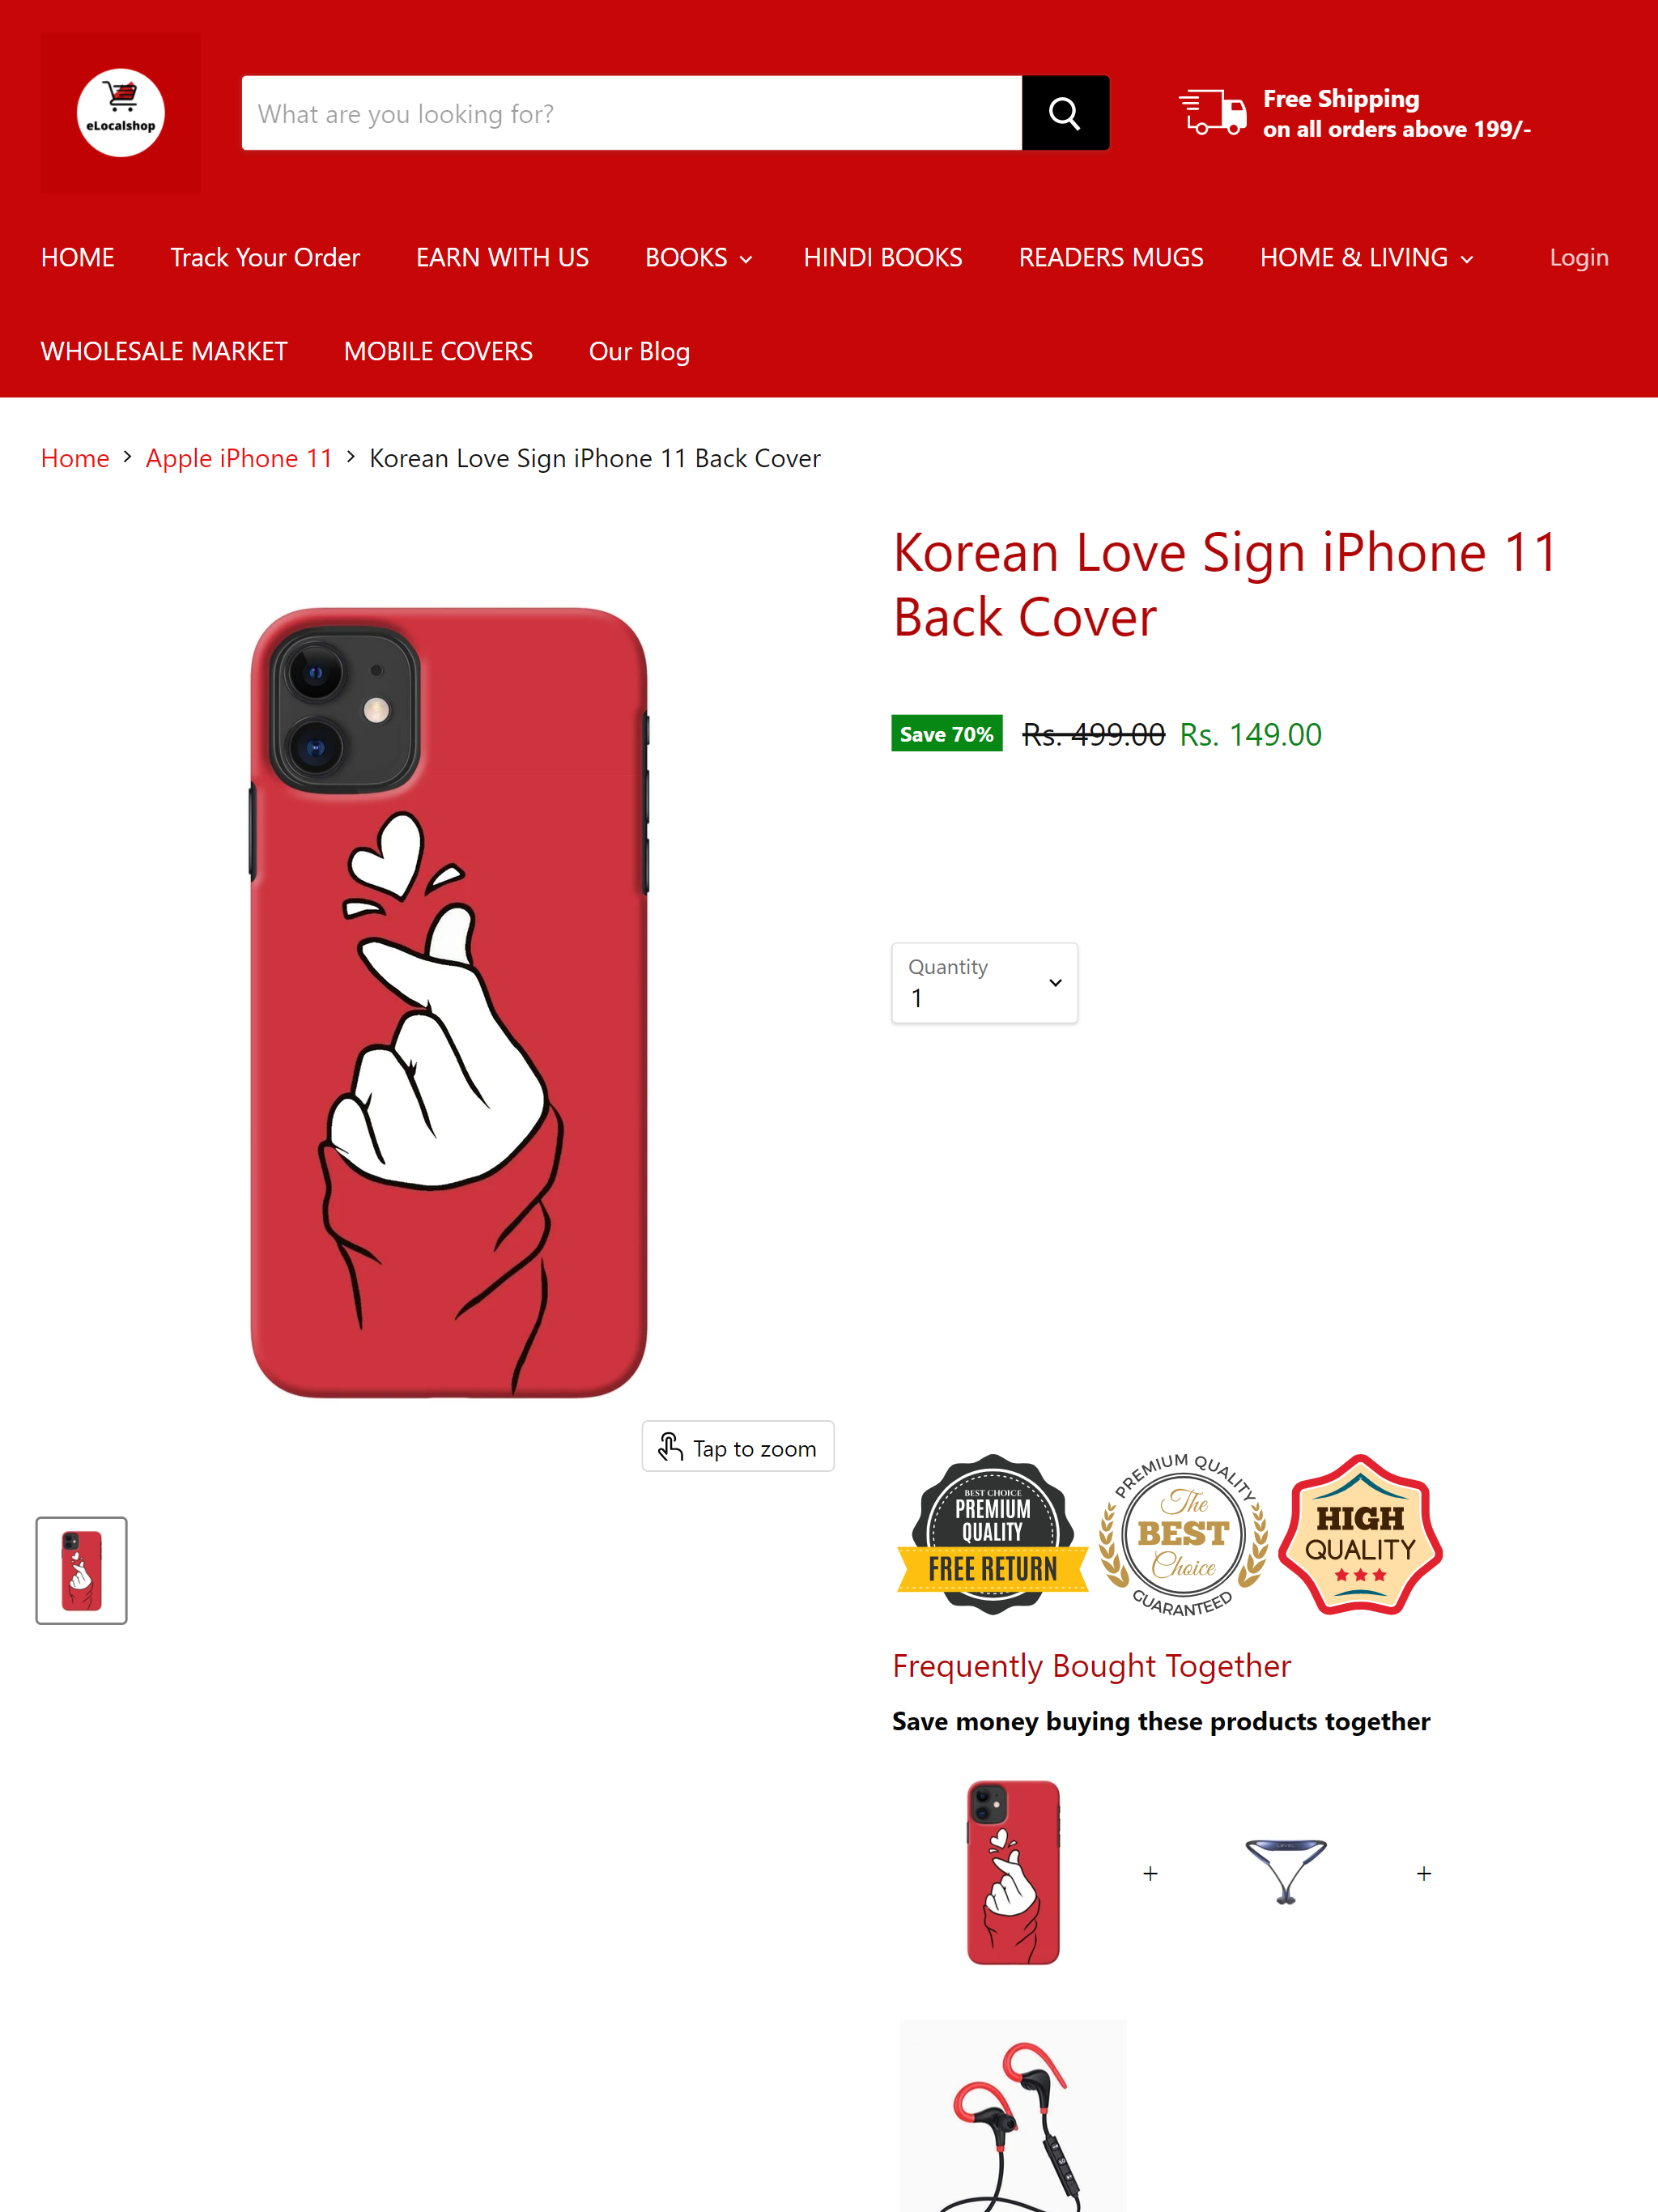 eLocalshop
What are you looking for?
Free Shipping
on all orders above 199/-
HOME Track Your Order EARN WITH US BOOKS HINDI BOOKS READERS MUGS HOME & LIVING Login
WHOLESALE MARKET MOBILE COVERS Our Blog
Home > Apple iPhone 11 > Korean Love Sign iPhone 11 Back Cover
Korean Love Sign iPhone 11
Back Cover
Save 70% Rs. 499.00 Rs. 149.00
Quantity
1
Tap to zoom
BEST CHOICE
PREMIUM
QUALITY
FREE RETURN
PREMIUM QUALITY
The
BEST
Choice
GUARANTEED
HIGH
QUALITY
Frequently Bought Together
Save money buying these products together
+ +